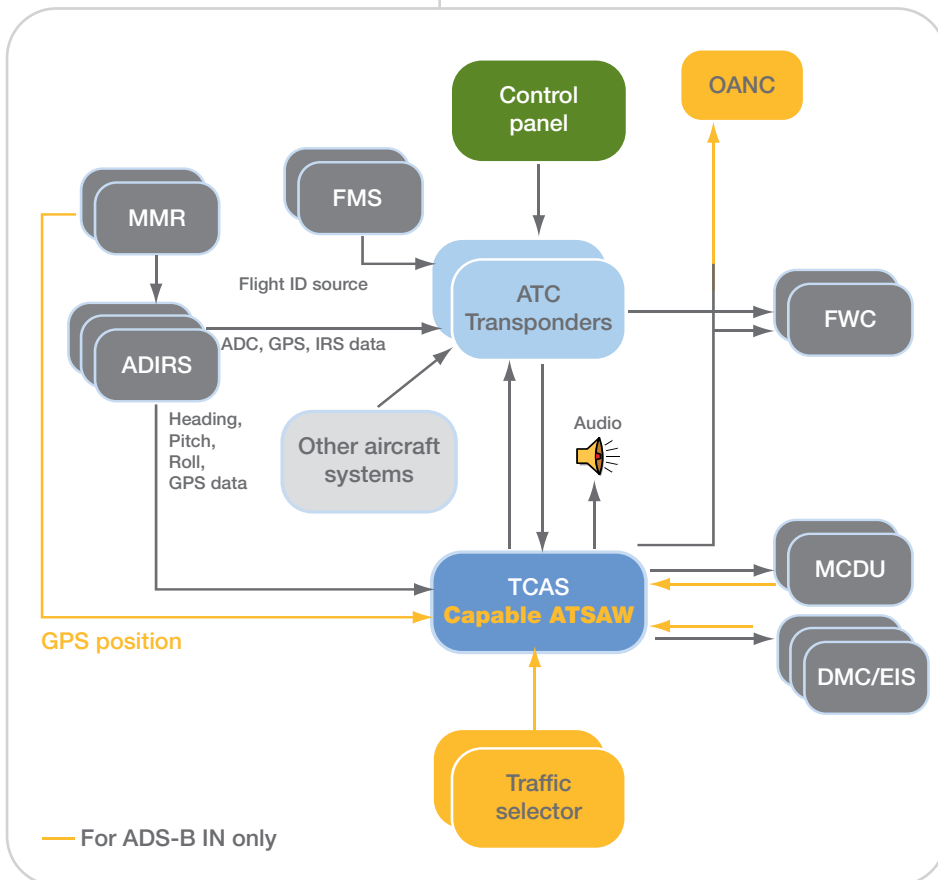 OANC
Control
panel
FMS
MMR
Flight ID source
ATC
Transponders
FWC
ADC, GPS, IRS data
ADIRS
Heading,
Pitch,
Roll,
GPS data
Other aircraft
systems
Audio
TCAS
Capable ATSAW
MCDU
GPS position
DMC/EIS
Traffic
selector
For ADS-B IN only